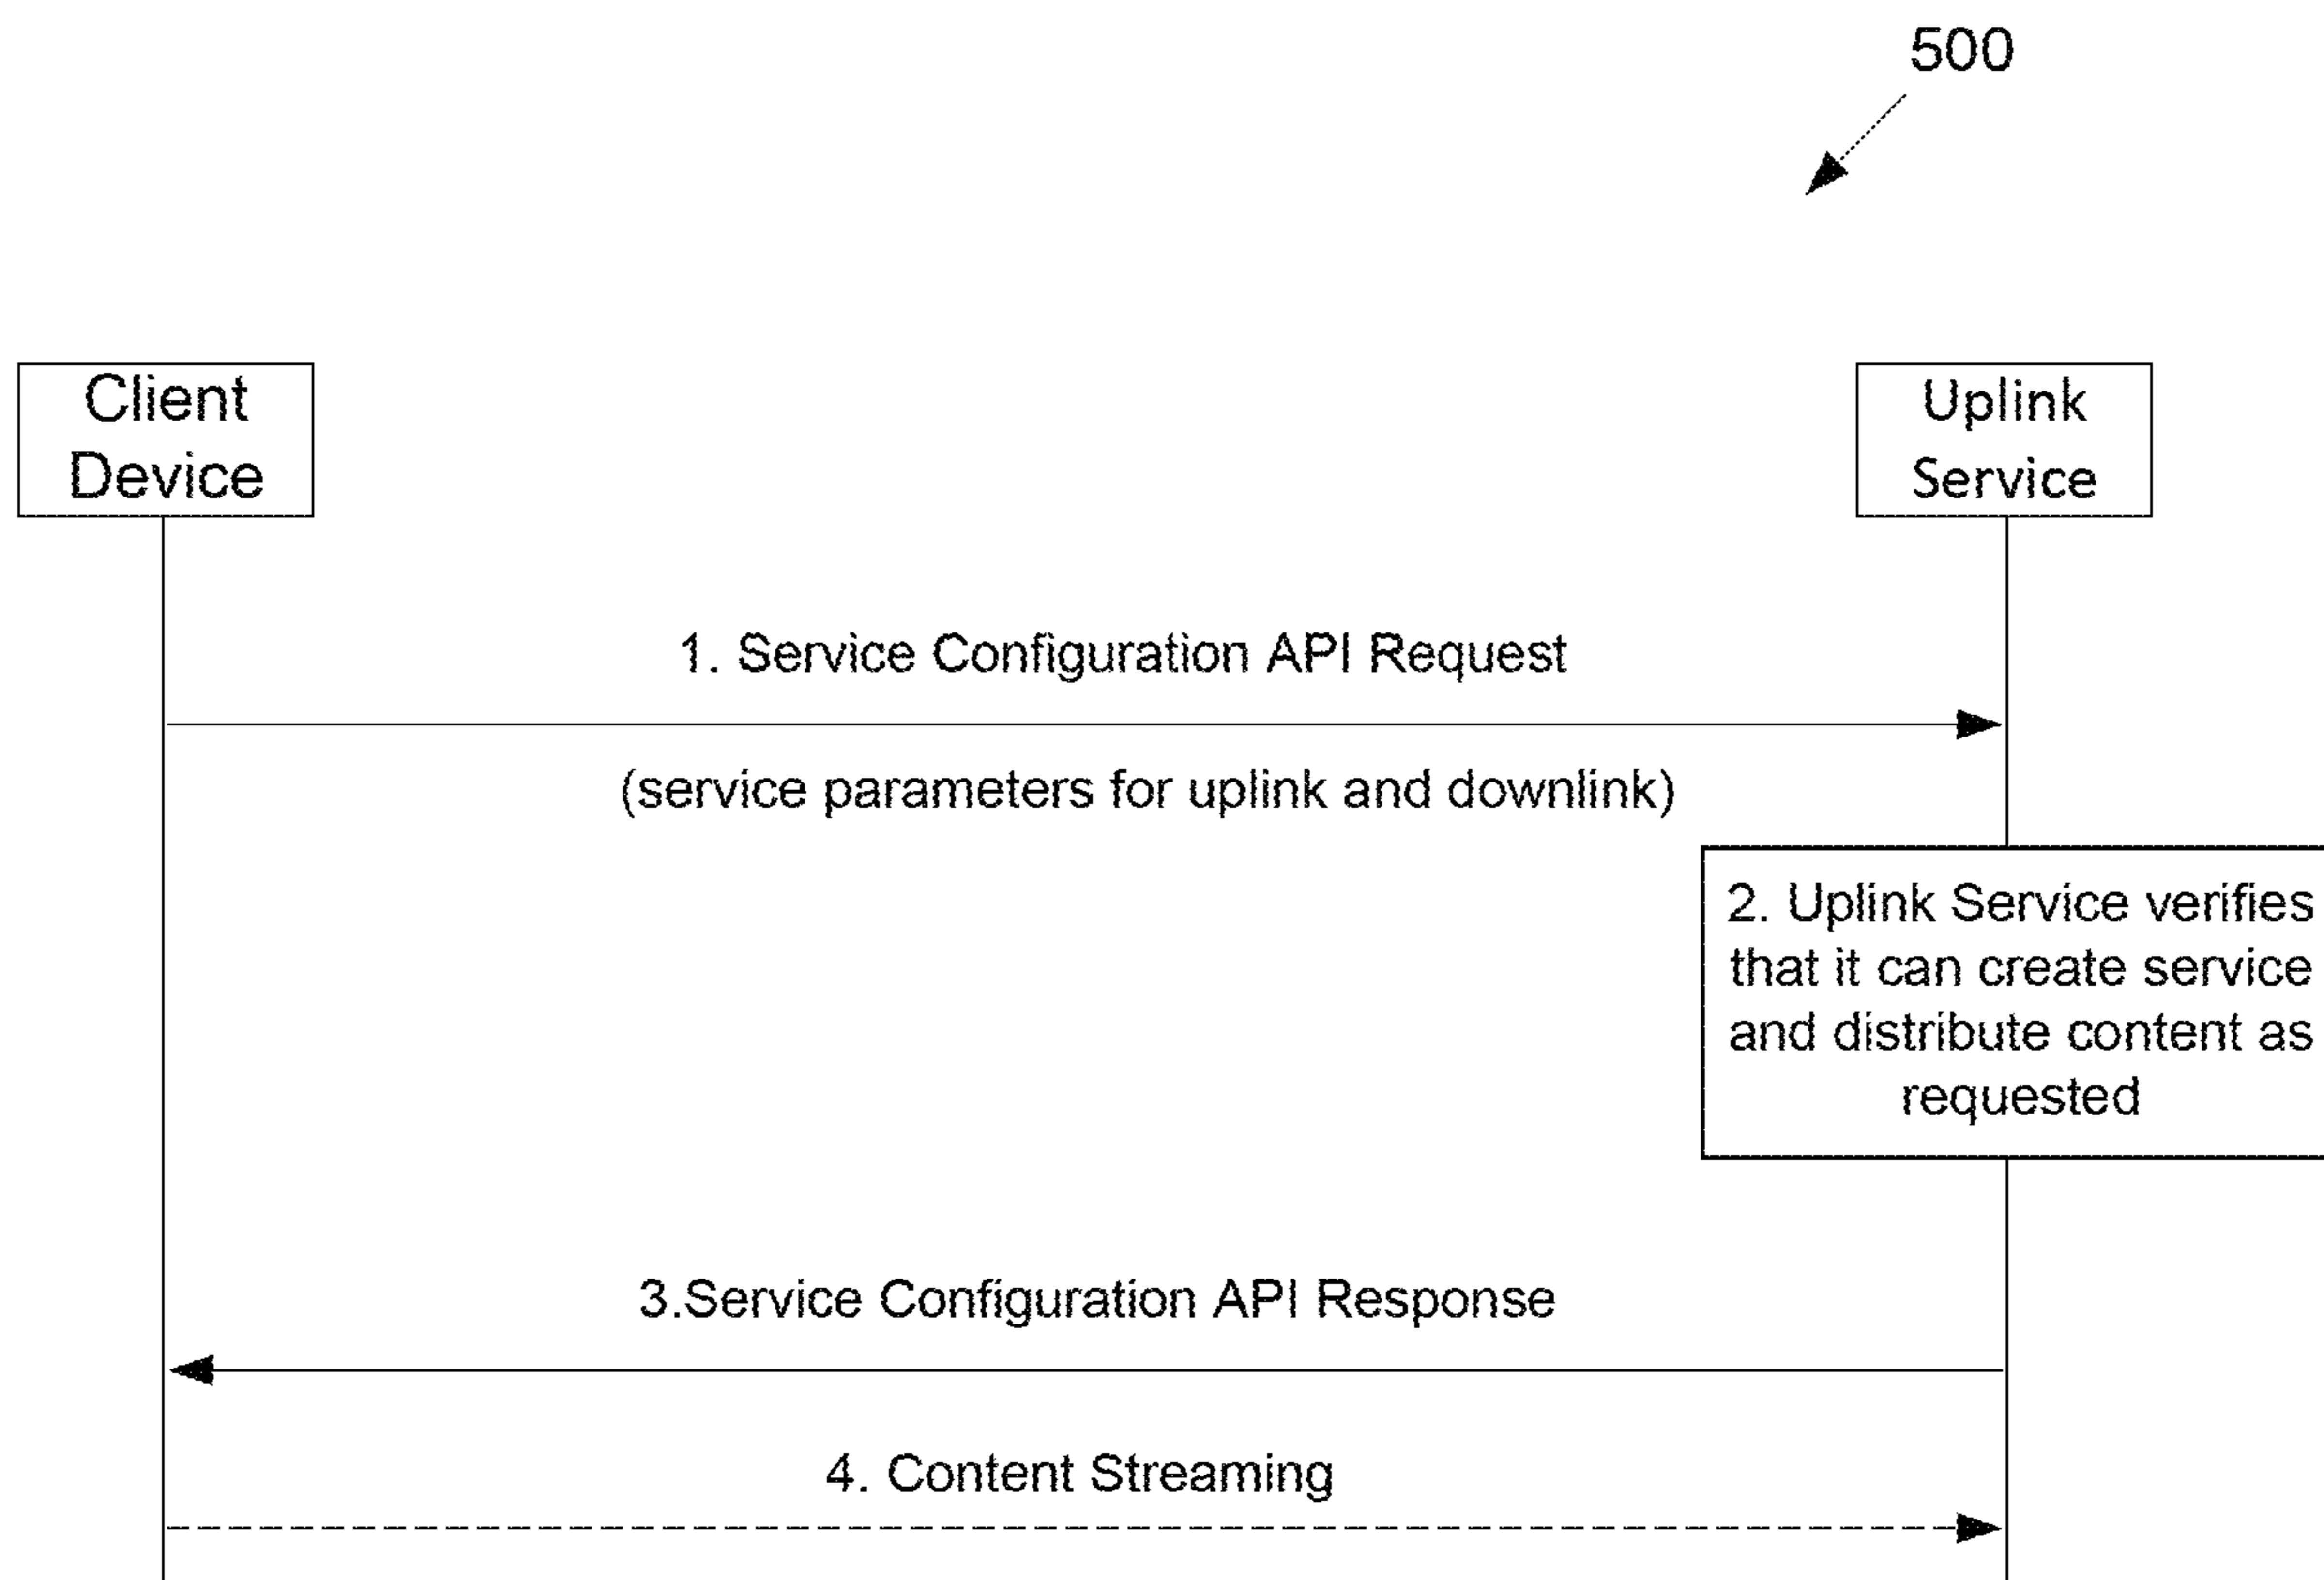 500
Client
Device
Uplink
Service
1. Service Configuration API Request
(service parameters for uplink and downlink)
2. Uplink Service verifies
that it can create service
and distribute content as
requested
3.Service Configuration API Response
4. Content Streaming